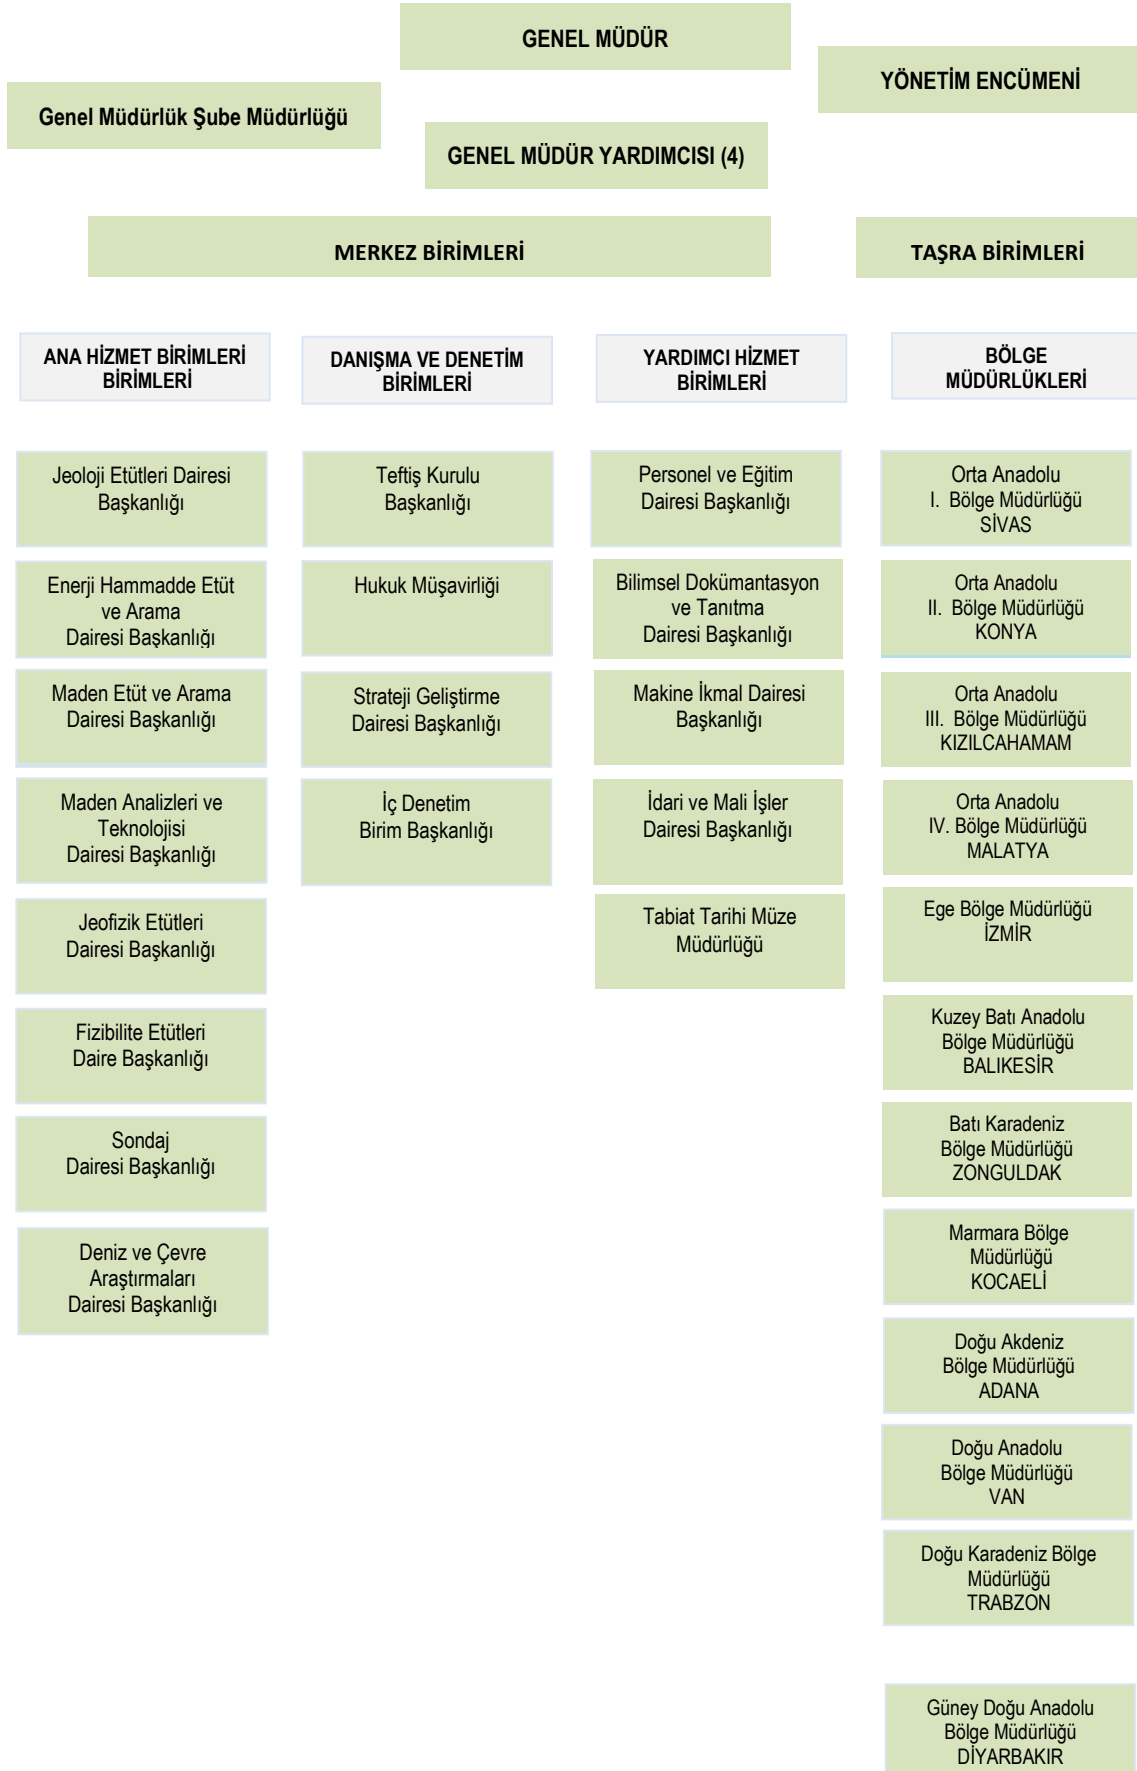 GENEL MÜDÜR
YÖNETİM ENCÜMENİ
Genel Müdürlük Şube Müdürlüğü
GENEL MÜDÜR YARDIMCISI (4)
MERKEZ BİRİMLERİ
TAŞRA BİRİMLERİ
ANA HİZMET BİRİMLERİ
BİRİMLERİ
Jeoloji Etütleri Dairesi
Başkanlığı
Enerji Hammadde Etüt
ve Arama
Dairesi Başkanlığı
Maden Etüt ve Arama
Dairesi Başkanlığı
Maden Analizleri ve
Teknolojisi
Dairesi Başkanlığı
Jeofizik Etütleri
Dairesi Başkanlığı
Fizibilite Etütleri
Daire Başkanlığı
Sondaj
Dairesi Başkanlığı
Deniz ve Çevre
Araştırmaları
Dairesi Başkanlığı
DANIŞMA VE DENETİM
BİRİMLERİ
Teftiş Kurulu
Başkanlığı
Hukuk Müşavirliği
Strateji Geliştirme
Dairesi Başkanlığı
İç Denetim
Birim Başkanlığı
YARDIMCI HİZMET
BİRİMLERİ
Personel ve Eğitim
Dairesi Başkanlığı
Bilimsel Dokümantasyon
ve Tanıtma
Dairesi Başkanlığı
Makine İkmal Dairesi
Başkanlığı
İdari ve Mali İşler
Dairesi Başkanlığı
Tabiat Tarihi Müze
Müdürlüğü
BÖLGE
MÜDÜRLÜKLERİ
Orta Anadolu
I. Bölge Müdürlüğü
SİVAS
Orta Anadolu
II. Bölge Müdürlüğü
KONYA
Orta Anadolu
III. Bölge Müdürlüğü
KIZILCAHAMAM
Orta Anadolu
IV. Bölge Müdürlüğü
MALATYA
Ege Bölge Müdürlüğü
İZMİR
Kuzey Batı Anadolu
Bölge Müdürlüğü
BALIKESİR
Batı Karadeniz
Bölge Müdürlüğü
ZONGULDAK
Marmara Bölge
Müdürlüğü
KOCAELİ
Doğu Akdeniz
Bölge Müdürlüğü
ADANA
Doğu Anadolu
Bölge Müdürlüğü
VAN
Doğu Karadeniz Bölge
Müdürlüğü
TRABZON
Güney Doğu Anadolu
Bölge Müdürlüğü
DİYARBAKIR